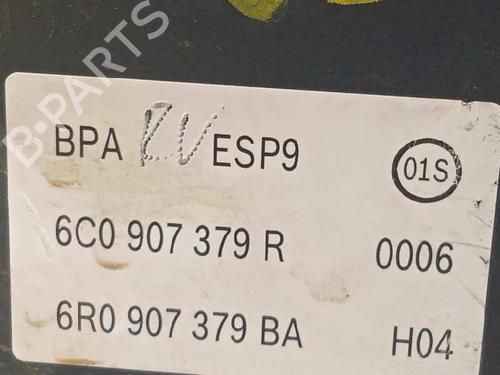 B-PARTS
BPA ESP9 01S
6C0 907 379 R 0006
6R0 907 379 BA H04